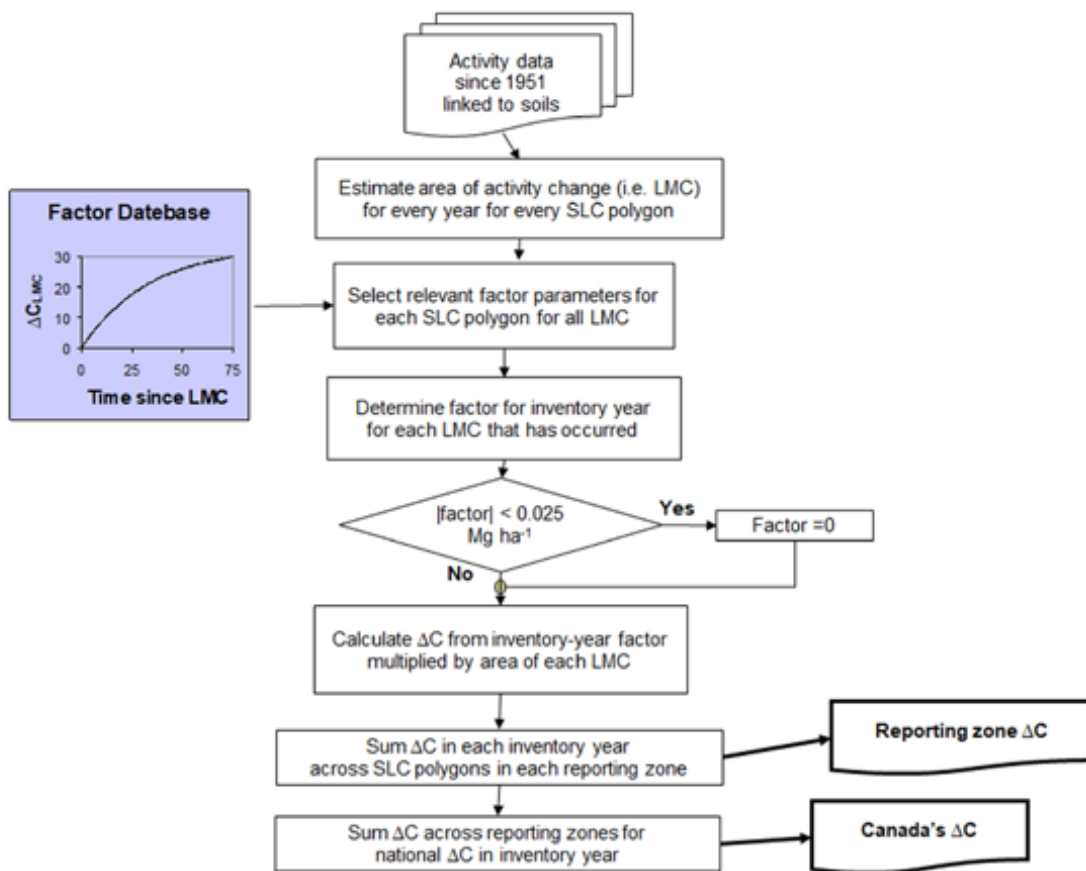 Activity data
since 1951
linked to soils
Estimate area of activity change (i.e. LMC)
for every year for every SLC polygon
Factor Datebase
30
20
10
0
ΔC_LMC
0 25 50 75
Time since LMC
Select relevant factor parameters for
each SLC polygon for all LMC
Determine factor for inventory year
for each LMC that has occurred
|factor| < 0.025
Mg ha⁻¹
Yes
Factor =0
No
Calculate ΔC from inventory-year factor
multiplied by area of each LMC
Sum ΔC in each inventory year
across SLC polygons in each reporting zone
Reporting zone ΔC
Sum ΔC across reporting zones for
national ΔC in inventory year
Canada's ΔC